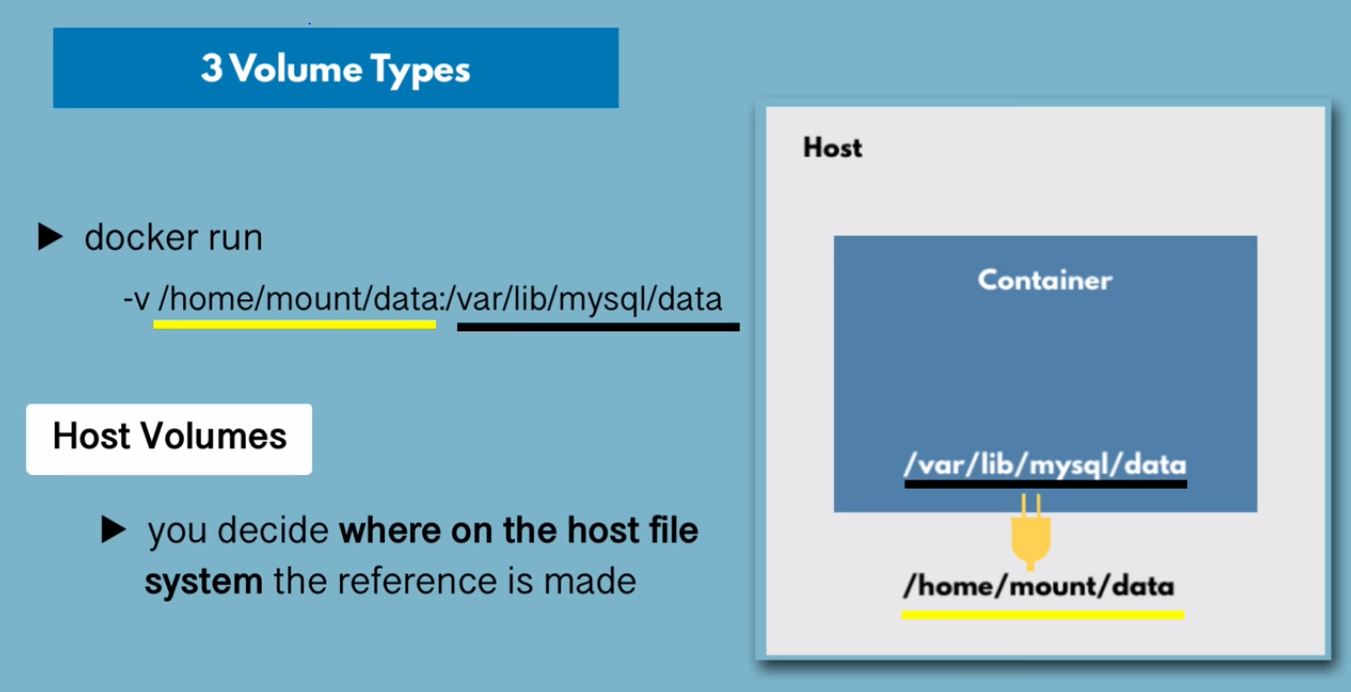 3 Volume Types
docker run
-v /home/mount/data:/var/lib/mysql/data
Host Volumes
you decide where on the host file
system the reference is made
Host
Container
/var/lib/mysql/data
/home/mount/data